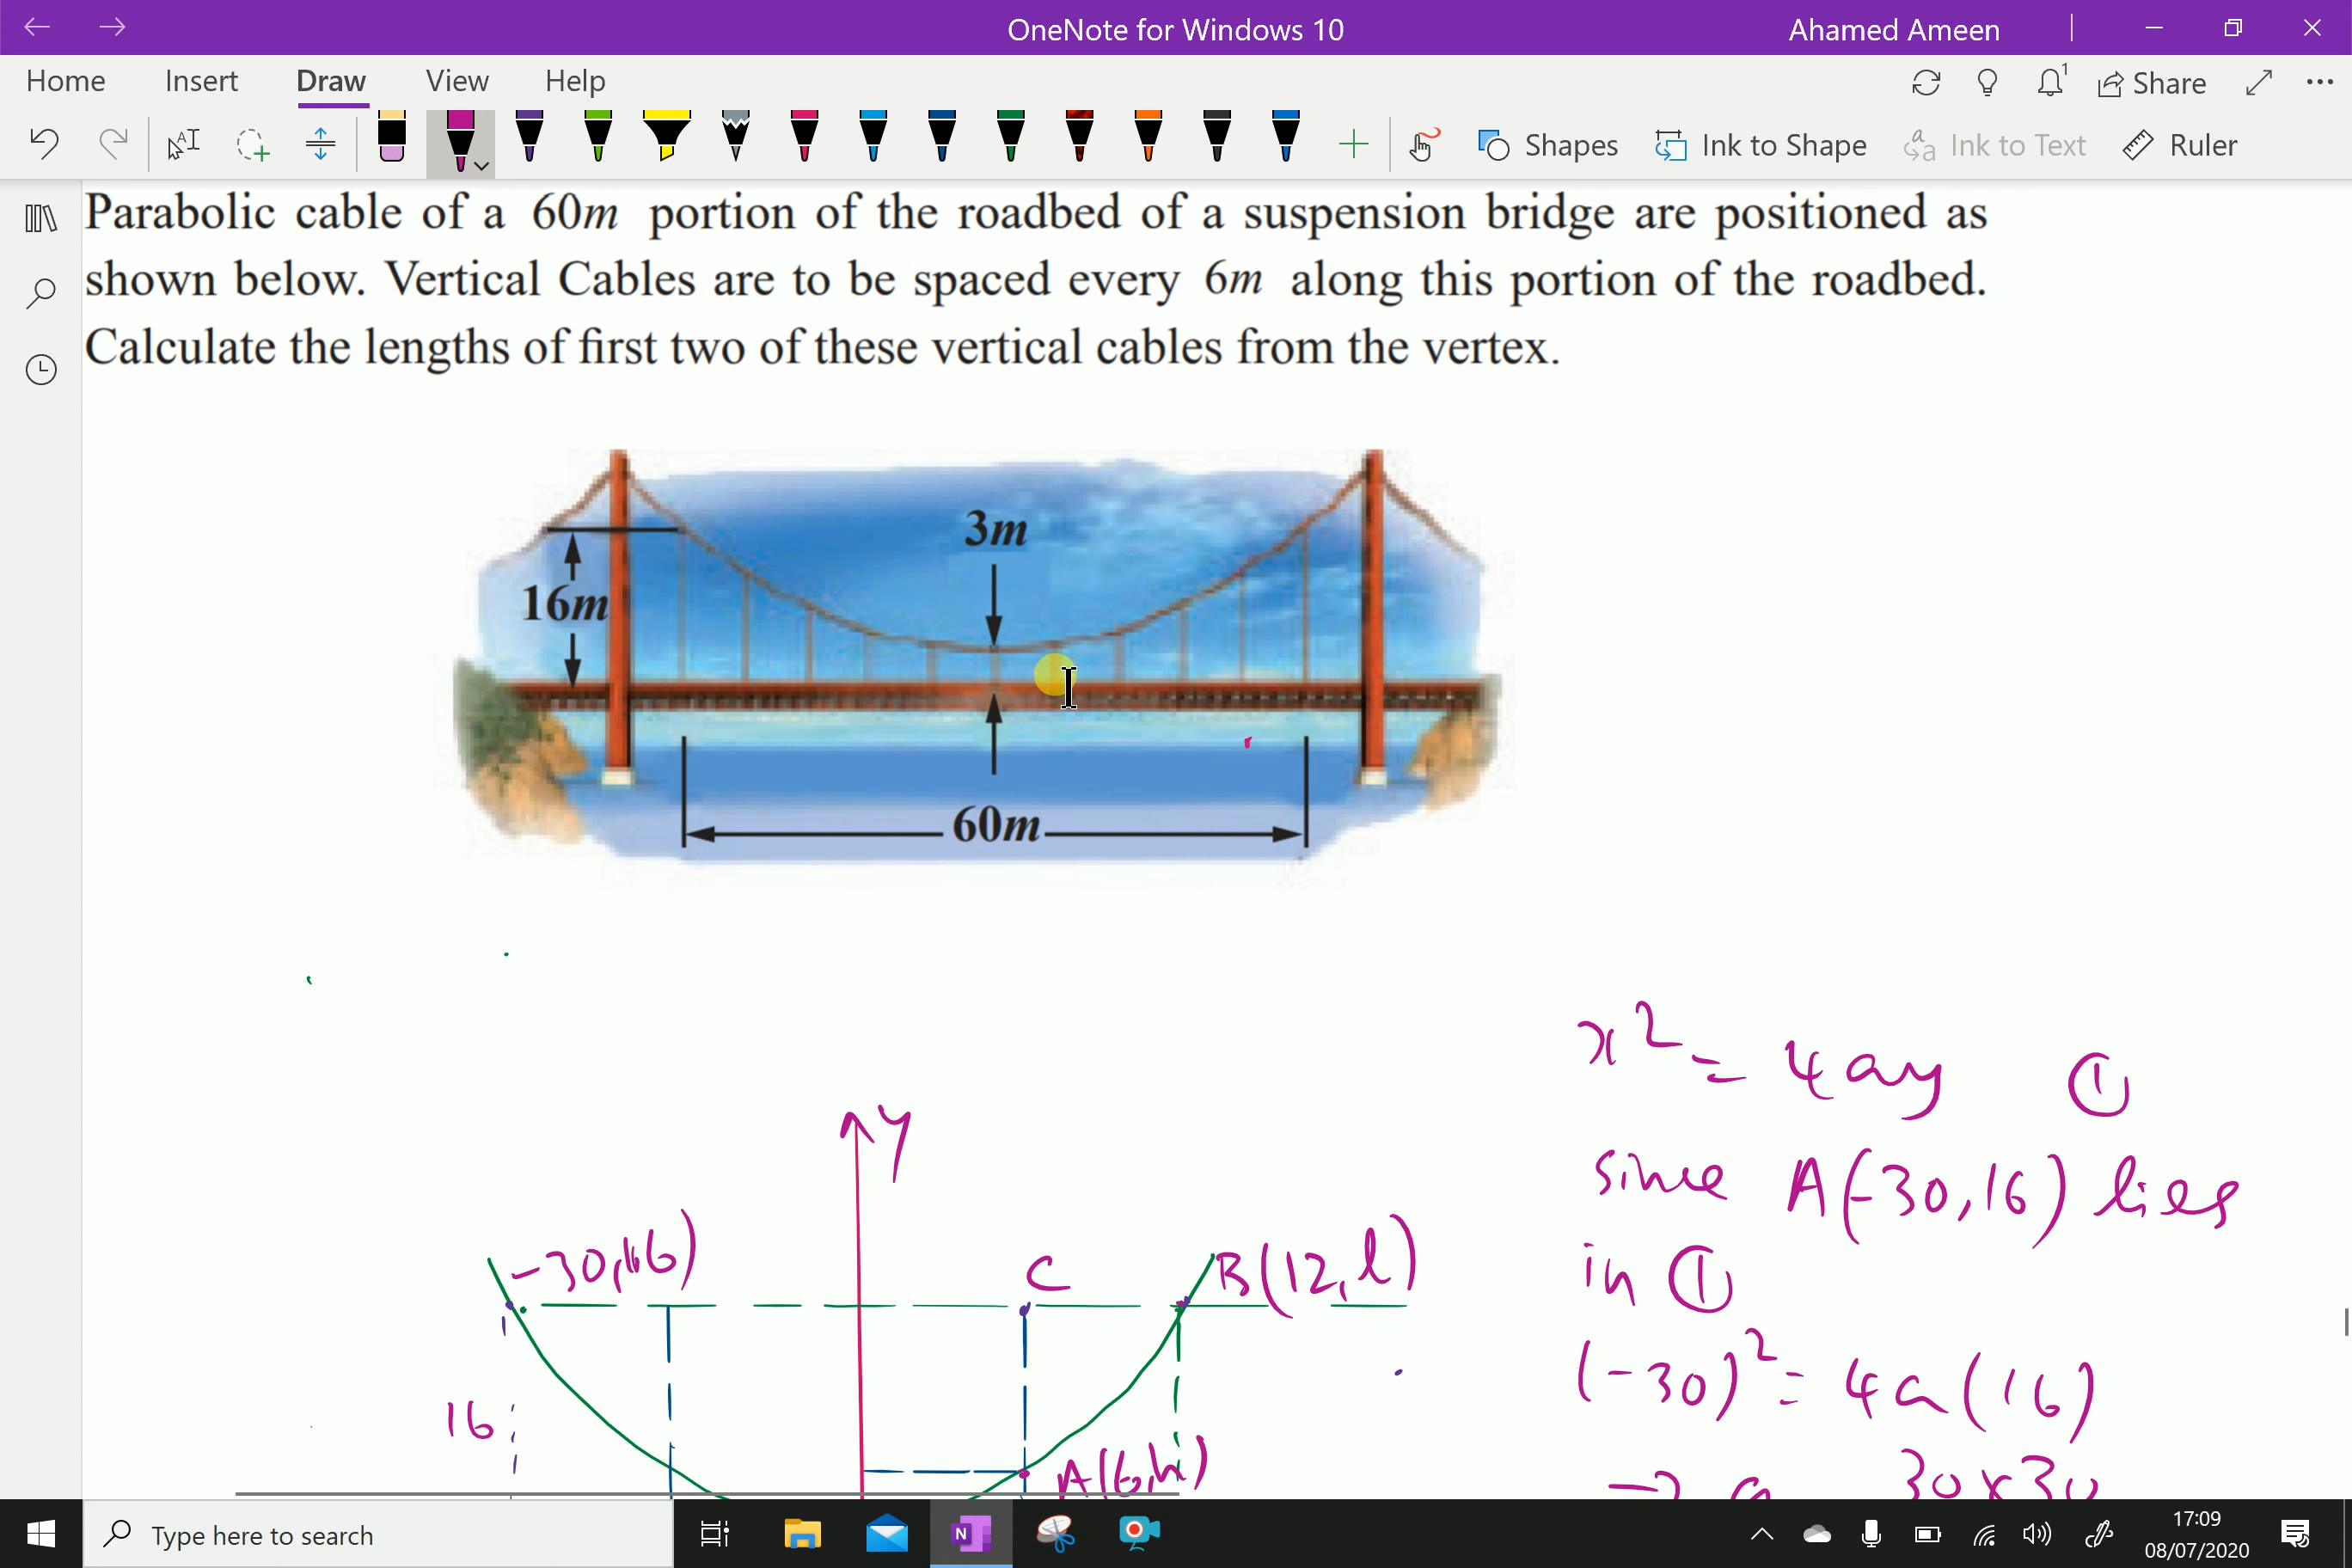 OneNote for Windows 10
Ahamed Ameen
Home Insert Draw View Help
1
Share
Shapes
Ink to Shape
Ink to Text
Ruler
Parabolic cable of a 60m portion of the roadbed of a suspension bridge are positioned as
shown below. Vertical Cables are to be spaced every 6m along this portion of the roadbed.
Calculate the lengths of first two of these vertical cables from the vertex.
3m
16m
60m
x² = 4ay ①
since A(-30,16) lies
in ①
(-30)² = 4a(16)
→ a 30x30
y
-30,16)
C
B(12,l)
16
A(6,h)
Type here to search
N
17:09
08/07/2020